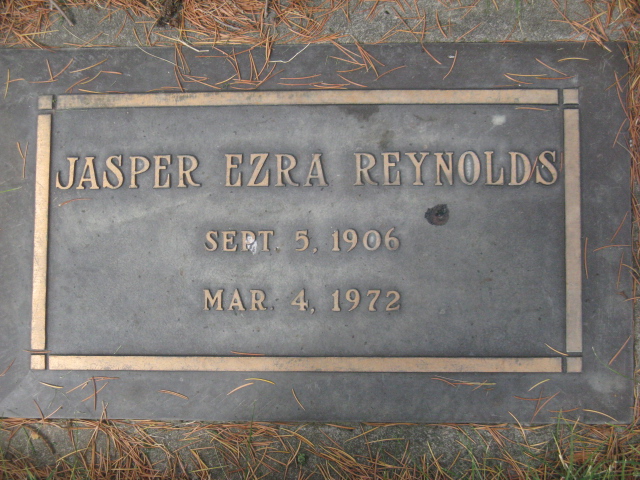 JASPER EZRA REYNOLDS
SEPT. 5, 1906
MAR. 4, 1972